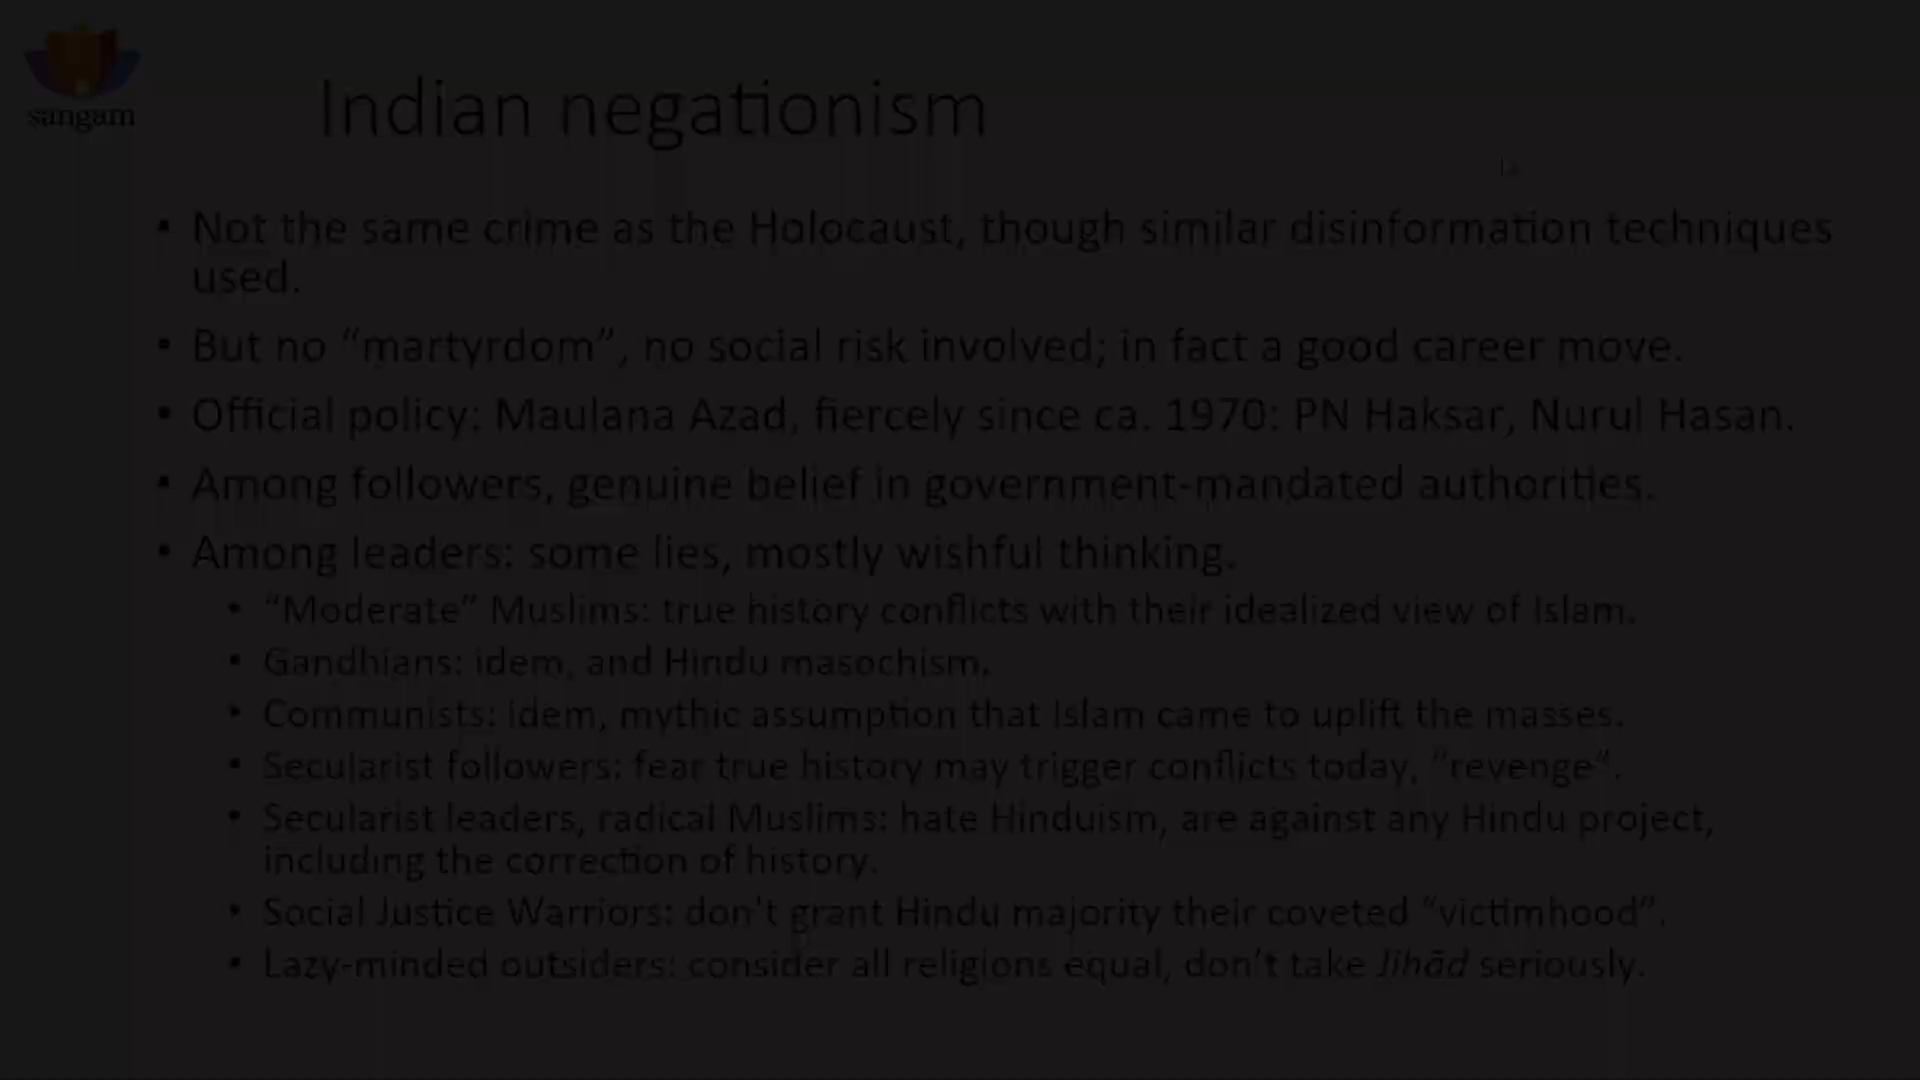 sangam
Indian negationism
• Not the same crime as the Holocaust, though similar disinformation techniques
used.
• But no “martyrdom”, no social risk involved; in fact a good career move.
• Official policy: Maulana Azad, fiercely since ca. 1970: PN Haksar, Nurul Hasan.
• Among followers, genuine belief in government-mandated authorities.
• Among leaders: some lies, mostly wishful thinking.
• “Moderate” Muslims: true history conflicts with their idealized view of Islam.
• Gandhians: idem, and Hindu masochism.
• Communists: idem, mythic assumption that Islam came to uplift the masses.
• Secularist followers: fear true history may trigger conflicts today, “revenge”.
• Secularist leaders, radical Muslims: hate Hinduism, are against any Hindu project,
including the correction of history.
• Social Justice Warriors: don't grant Hindu majority their coveted “victimhood”.
• Lazy-minded outsiders: consider all religions equal, don’t take Jihād seriously.